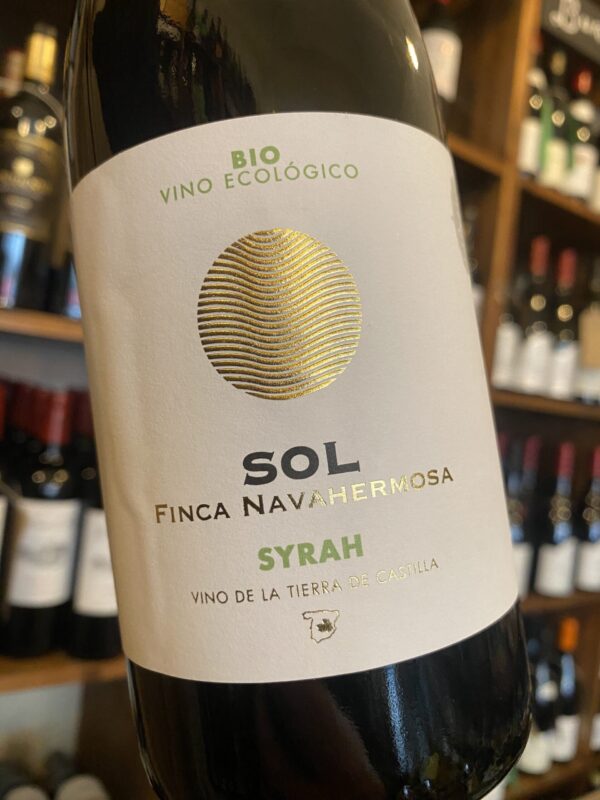 BIO
VINO ECOLÓGICO
SOL
FINCA NAVAHERMOSA
SYRAH
VINO DE LA TIERRA DE CASTILLA